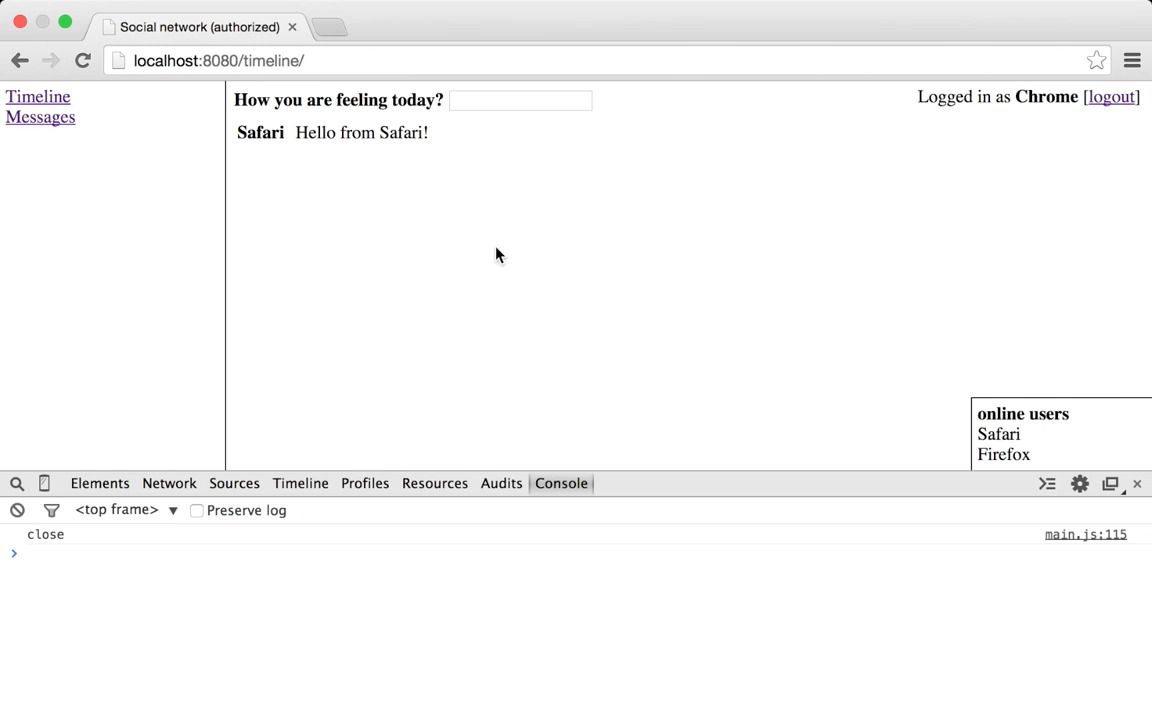 Social network (authorized)
localhost:8080/timeline/
Timeline
Messages
How you are feeling today?
Logged in as Chrome [logout]
Safari Hello from Safari!
online users
Safari
Firefox
Elements Network Sources Timeline Profiles Resources Audits Console
<top frame> Preserve log
close main.js:115